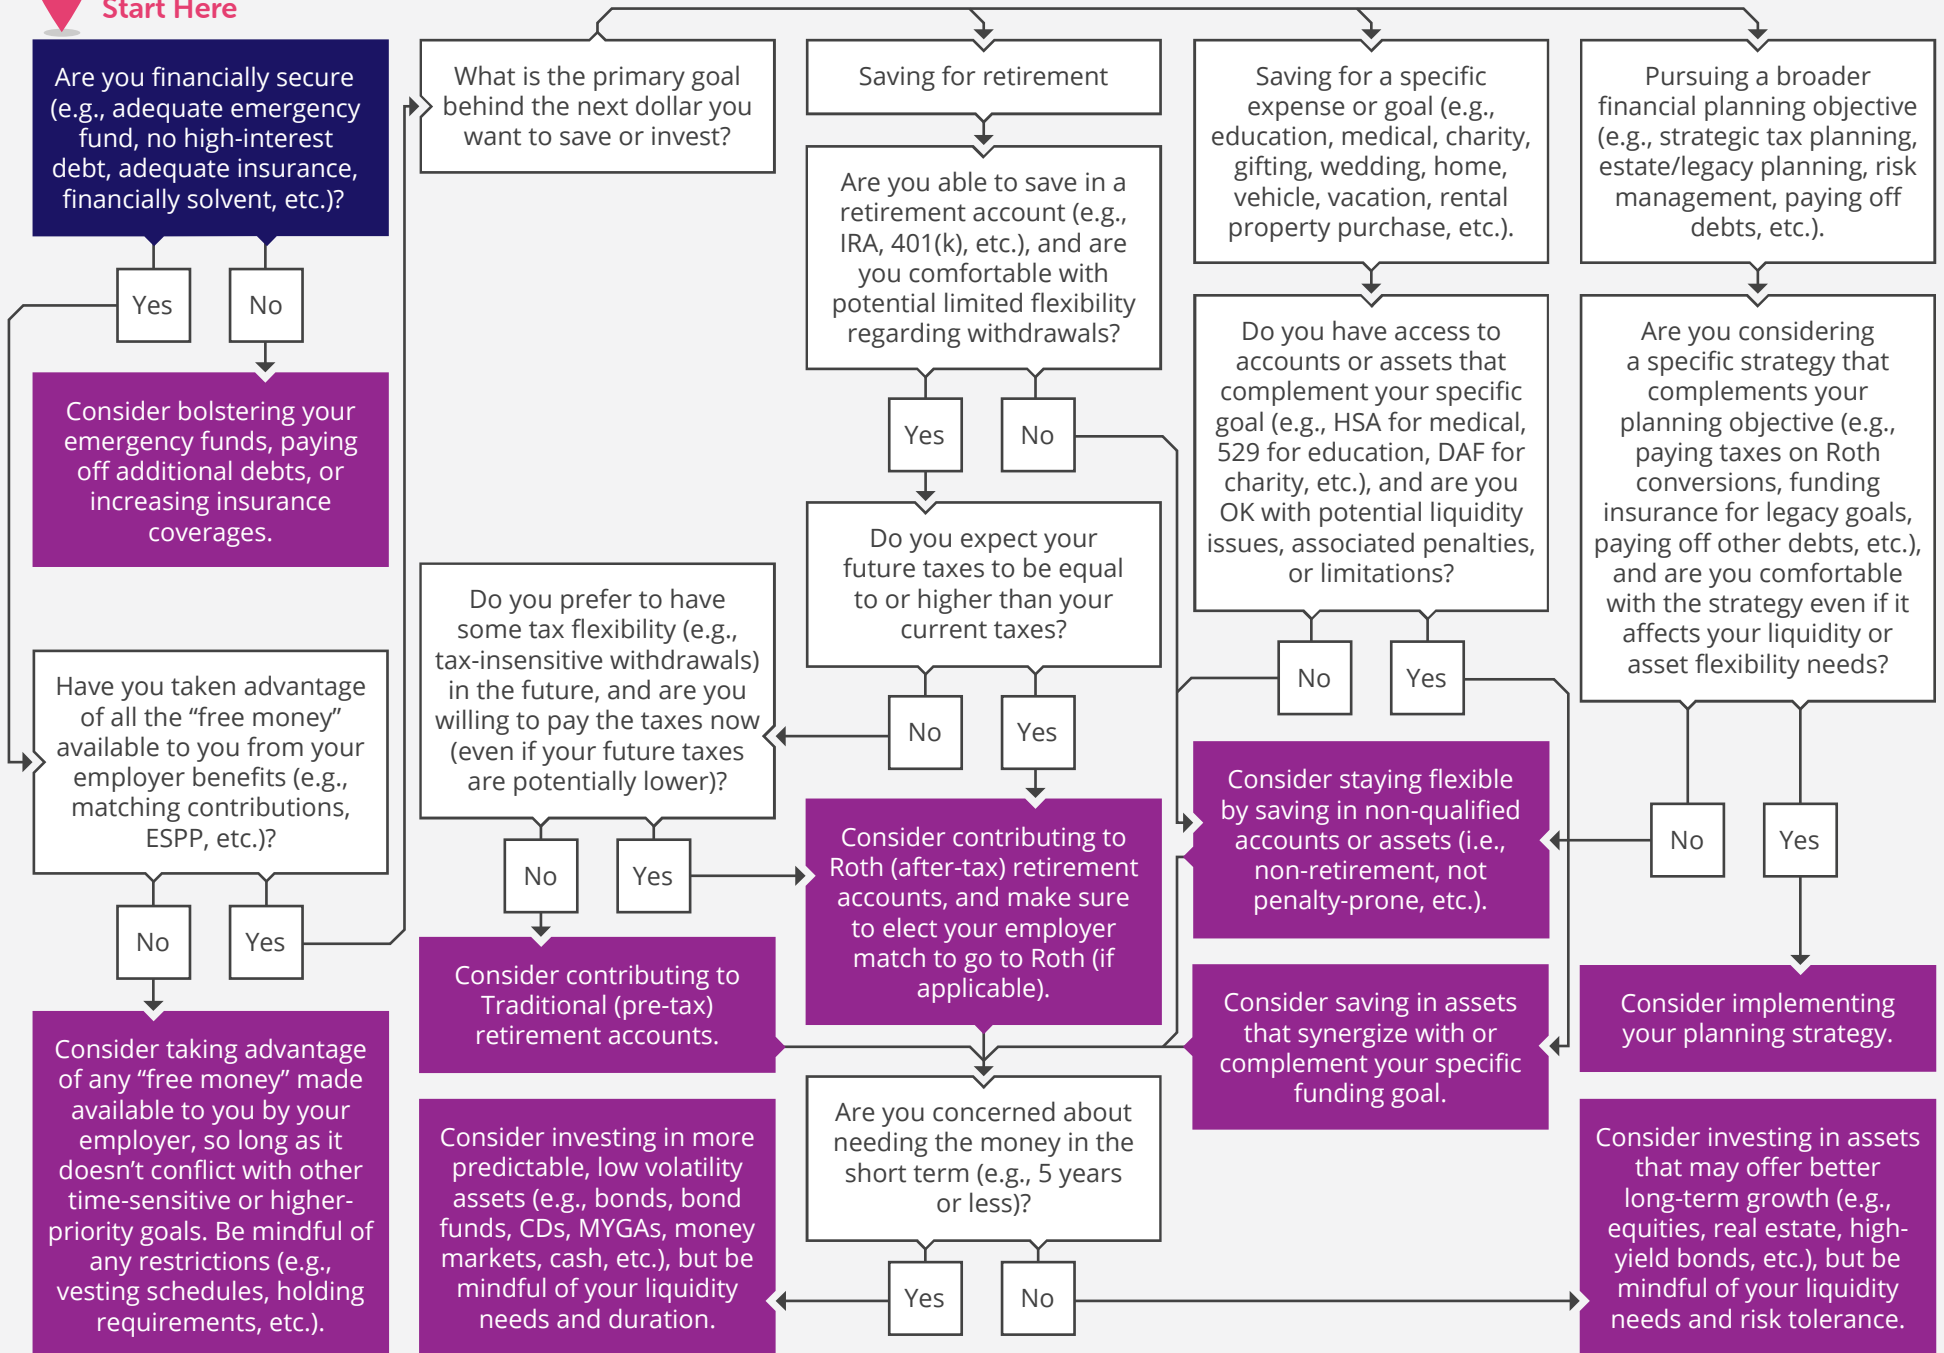 Start Here
Are you financially secure
(e.g., adequate emergency
fund, no high-interest
debt, adequate insurance,
financially solvent, etc.)?
Yes
No
Consider bolstering your
emergency funds, paying
off additional debts, or
increasing insurance
coverages.
Have you taken advantage
of all the “free money”
available to you from your
employer benefits (e.g.,
matching contributions,
ESPP, etc.)?
No
Yes
Consider taking advantage
of any “free money” made
available to you by your
employer, so long as it
doesn’t conflict with other
time-sensitive or higher-
priority goals. Be mindful of
any restrictions (e.g.,
vesting schedules, holding
requirements, etc.).
What is the primary goal
behind the next dollar you
want to save or invest?
Saving for retirement
Are you able to save in a
retirement account (e.g.,
IRA, 401(k), etc.), and are
you comfortable with
potential limited flexibility
regarding withdrawals?
Yes
No
Do you expect your
future taxes to be equal
to or higher than your
current taxes?
No
Yes
Do you prefer to have
some tax flexibility (e.g.,
tax-insensitive withdrawals)
in the future, and are you
willing to pay the taxes now
(even if your future taxes
are potentially lower)?
No
Yes
Consider contributing to
Traditional (pre-tax)
retirement accounts.
Consider contributing to
Roth (after-tax) retirement
accounts, and make sure
to elect your employer
match to go to Roth (if
applicable).
Saving for a specific
expense or goal (e.g.,
education, medical, charity,
gifting, wedding, home,
vehicle, vacation, rental
property purchase, etc.).
Do you have access to
accounts or assets that
complement your specific
goal (e.g., HSA for medical,
529 for education, DAF for
charity, etc.), and are you
OK with potential liquidity
issues, associated penalties,
or limitations?
No
Yes
Consider staying flexible
by saving in non-qualified
accounts or assets (i.e.,
non-retirement, not
penalty-prone, etc.).
Consider saving in assets
that synergize with or
complement your specific
funding goal.
Pursuing a broader
financial planning objective
(e.g., strategic tax planning,
estate/legacy planning, risk
management, paying off
debts, etc.).
Are you considering
a specific strategy that
complements your
planning objective (e.g.,
paying taxes on Roth
conversions, funding
insurance for legacy goals,
paying off other debts, etc.),
and are you comfortable
with the strategy even if it
affects your liquidity or
asset flexibility needs?
No
Yes
Consider implementing
your planning strategy.
Are you concerned about
needing the money in the
short term (e.g., 5 years
or less)?
Yes
No
Consider investing in more
predictable, low volatility
assets (e.g., bonds, bond
funds, CDs, MYGAs, money
markets, cash, etc.), but be
mindful of your liquidity
needs and duration.
Consider investing in assets
that may offer better
long-term growth (e.g.,
equities, real estate, high-
yield bonds, etc.), but be
mindful of your liquidity
needs and risk tolerance.